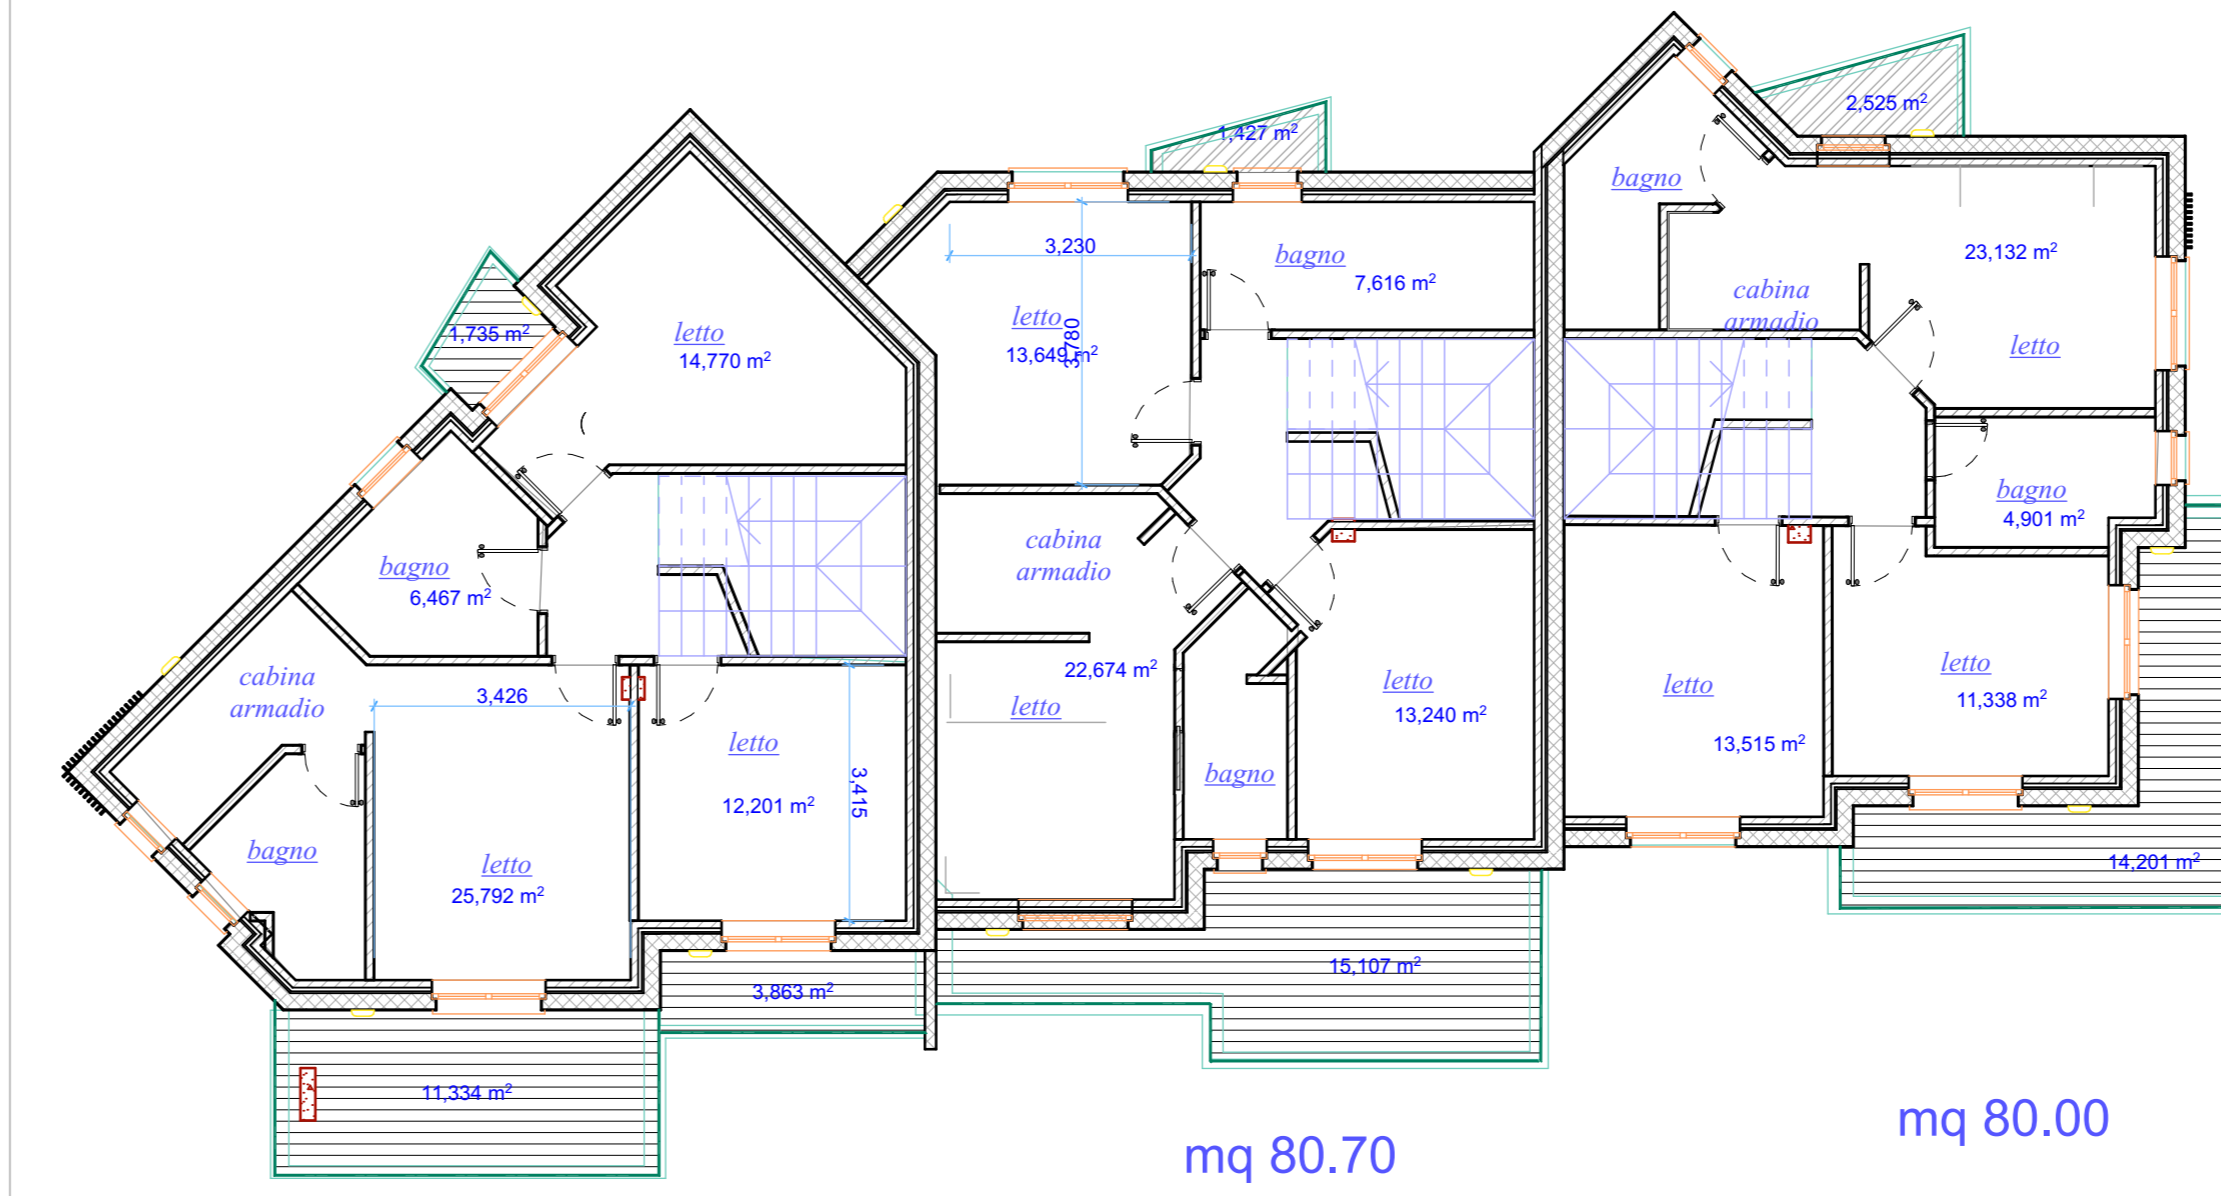 2,525 m²
1,427 m²
bagno
3,230
bagno
7,616 m²
23,132 m²
cabina
armadio
letto
1,735 m²
letto
14,770 m²
letto
13,649 m²
3,780
bagno
4,901 m²
cabina
armadio
bagno
6,467 m²
cabina
armadio
3,426
22,674 m²
letto
letto
13,240 m²
letto
letto
11,338 m²
13,515 m²
letto
12,201 m²
3,415
bagno
bagno
letto
25,792 m²
14,201 m²
15,107 m²
3,863 m²
11,334 m²
mq 80.00
mq 80.70